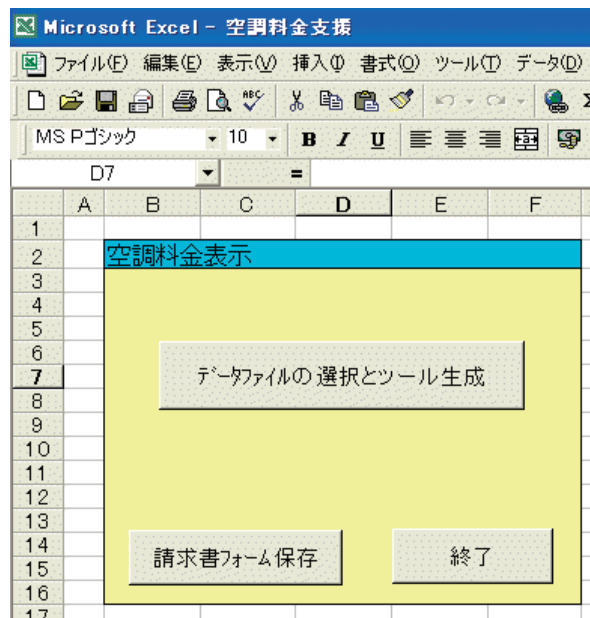 Microsoft Excel - 空調料金支援
ファイル(F) 編集(E) 表示(V) 挿入(I) 書式(O) ツール(T) データ(D)
ABC
MS Pゴシック 10 B I U
D7 =
A B C D E F
1
2 空調料金表示
3
4
5
6
7 ﾃﾞｰﾀﾌｧｲﾙの選択とツール生成
8
9
10
11
12
13
14
15 請求書ﾌｫｰﾑ保存 終了
16
17